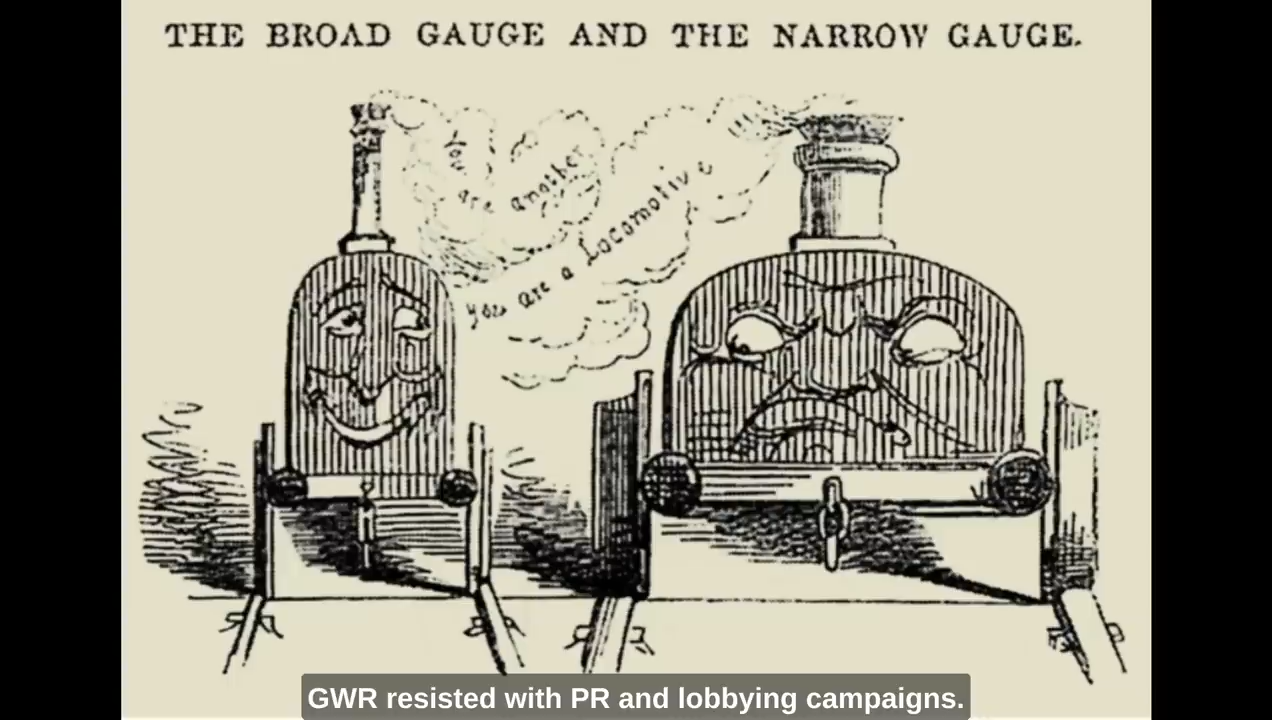 THE BROAD GAUGE AND THE NARROW GAUGE.
You
are another
You are a Locomotive
GWR resisted with PR and lobbying campaigns.